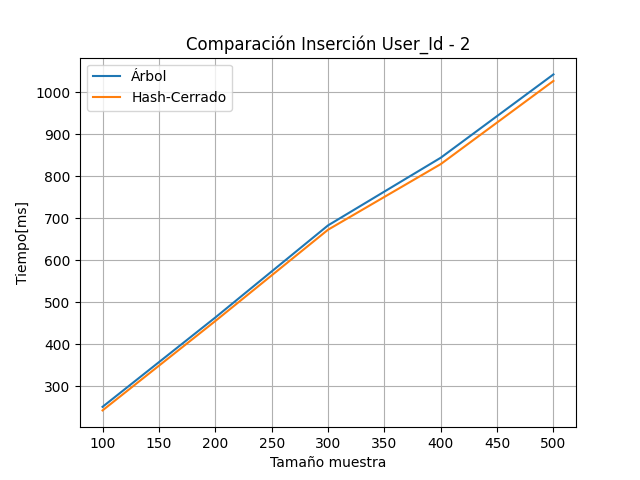 Comparación Inserción User_Id - 2
Árbol
Hash-Cerrado
Tiempo[ms]
1000
900
800
700
600
500
400
300
100 150 200 250 300 350 400 450 500
Tamaño muestra